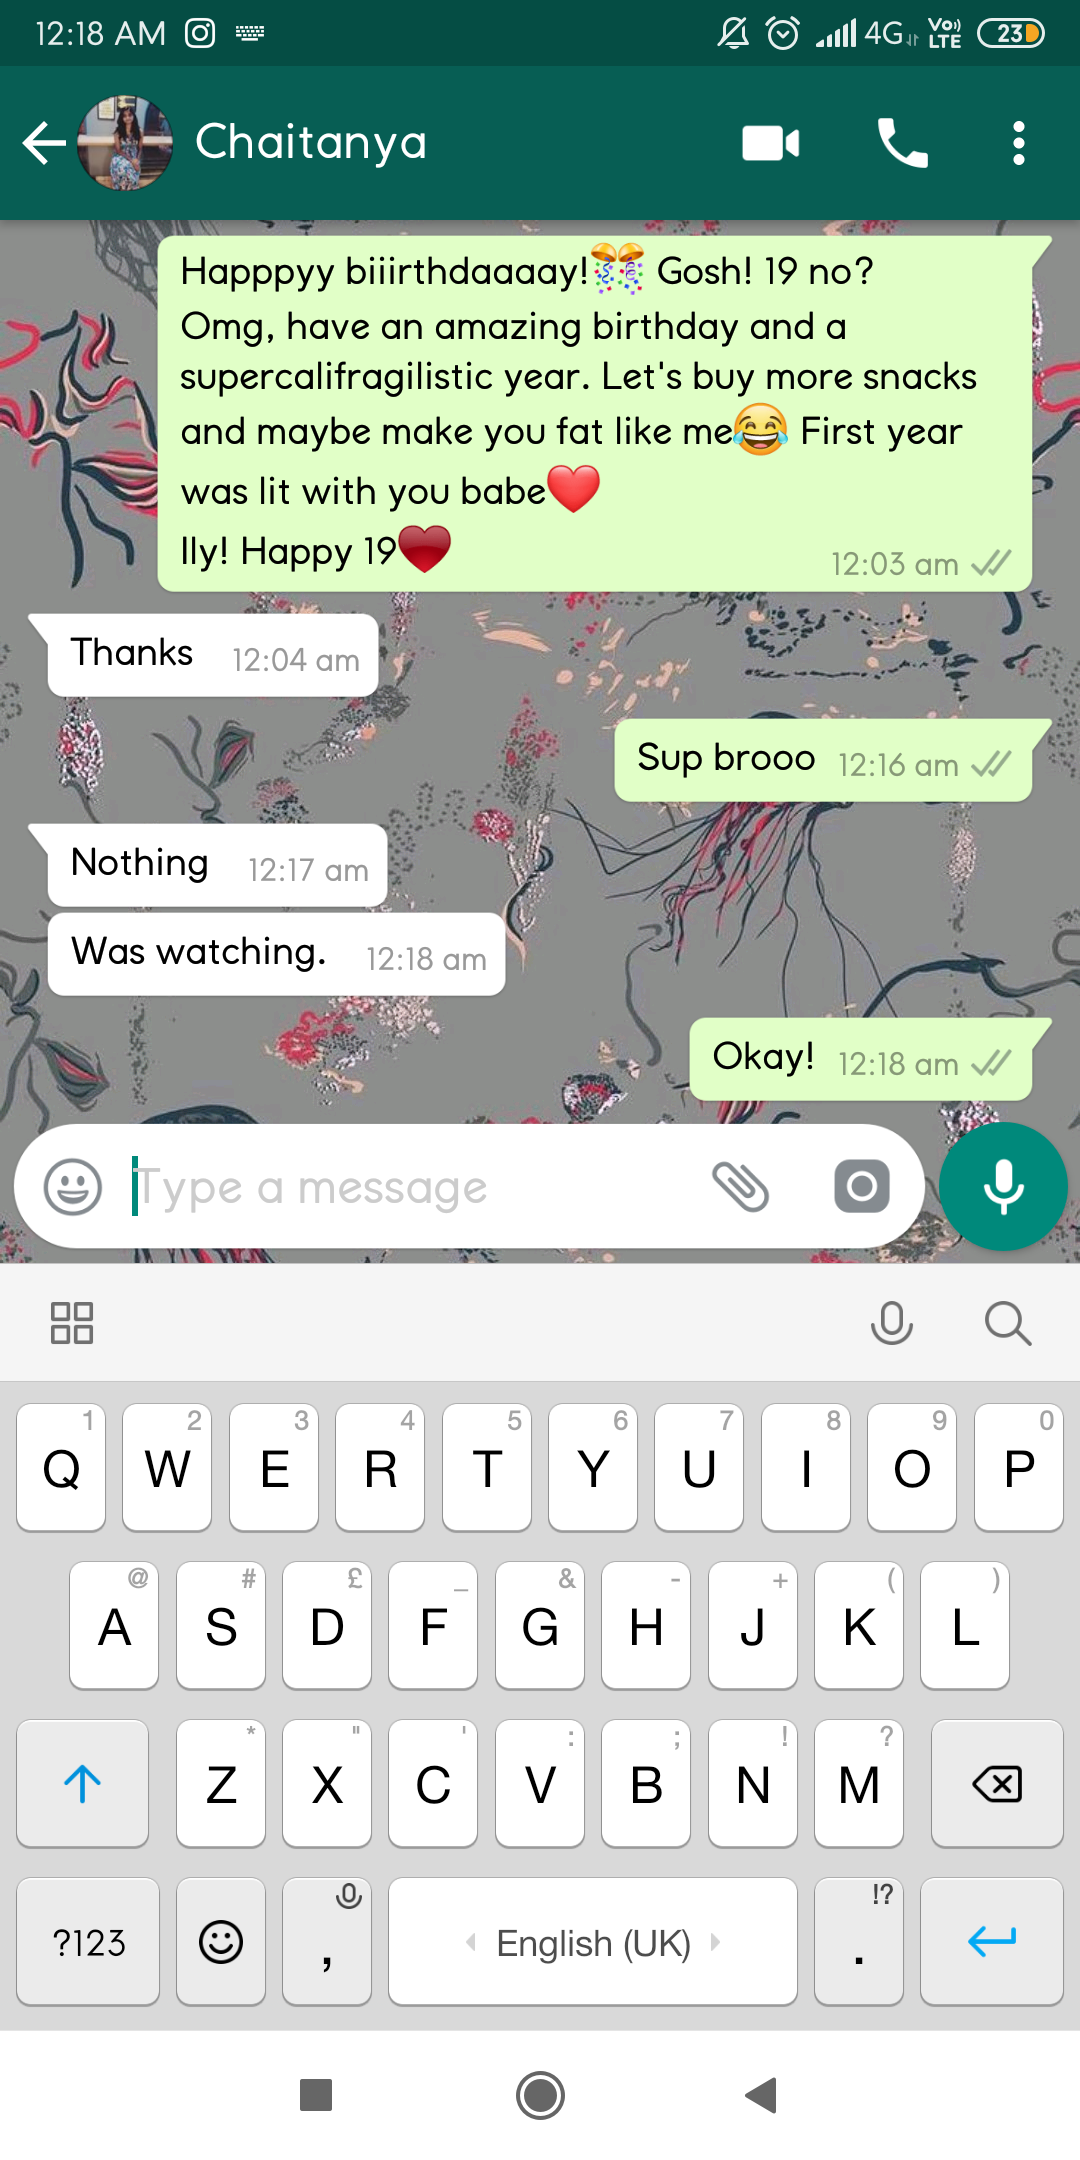 12:18 AM 4G Vo) LTE 23
Chaitanya
Happpyy biiirthdaaaay!🎊 Gosh! 19 no?
Omg, have an amazing birthday and a
supercalifragilistic year. Let's buy more snacks
and maybe make you fat like me😂 First year
was lit with you babe❤️
Ily! Happy 19♥️
12:03 am
Thanks 12:04 am
Sup brooo 12:16 am
Nothing 12:17 am
Was watching. 12:18 am
Okay! 12:18 am
Type a message
1 2 3 4 5 6 7 8 9 0
Q W E R T Y U I O P
@ # £ _ & - + ( )
A S D F G H J K L
* " ' : ; ! ?
Z X C V B N M
!?
?123 , English (UK) .